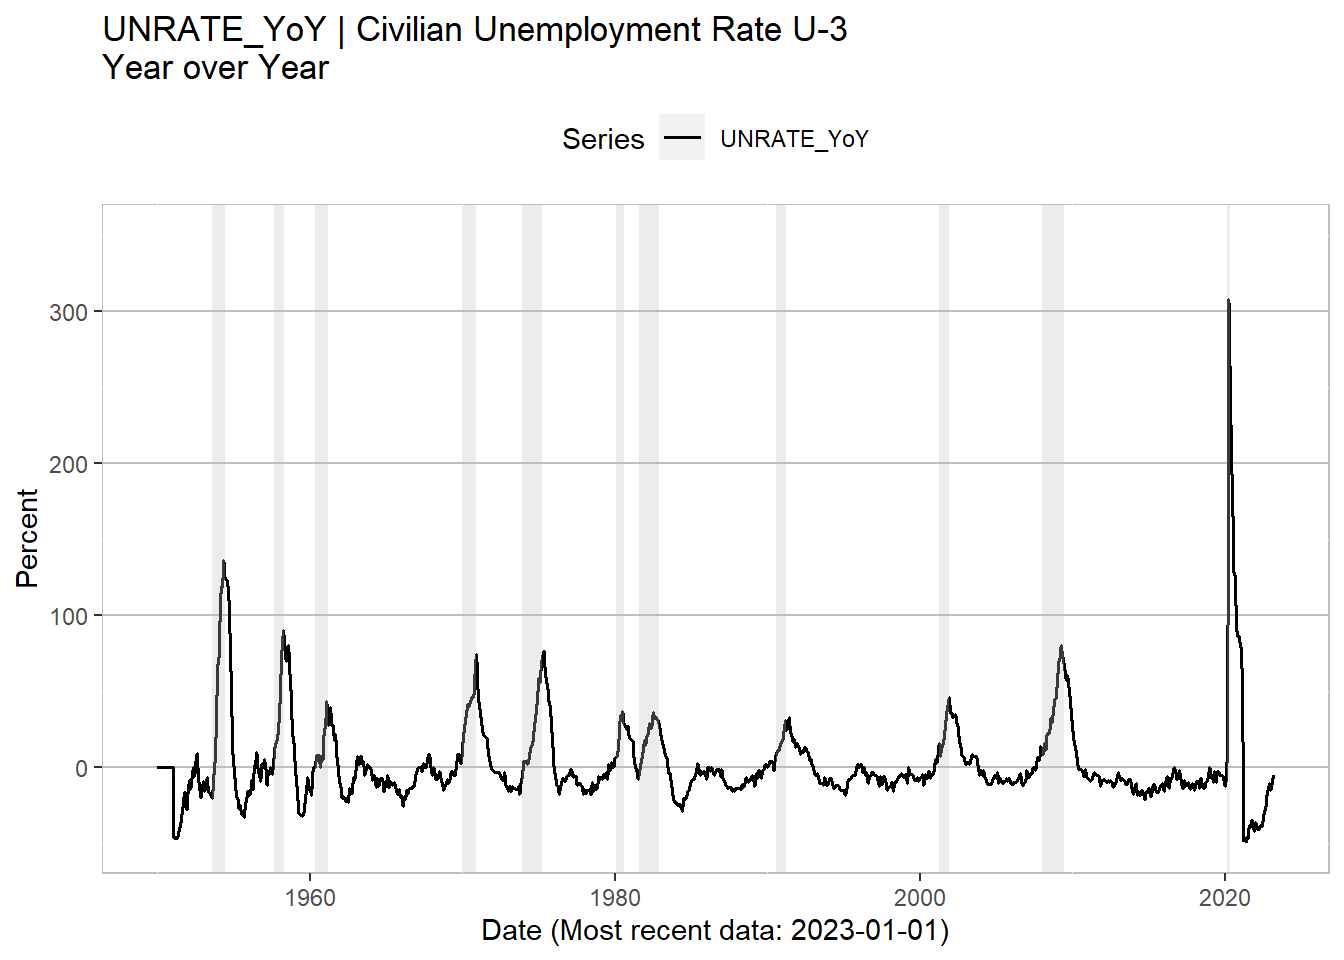 UNRATE_YoY | Civilian Unemployment Rate U-3
Year over Year
Series UNRATE_YoY
300
200
100
0
Percent
1960 1980 2000 2020
Date (Most recent data: 2023-01-01)